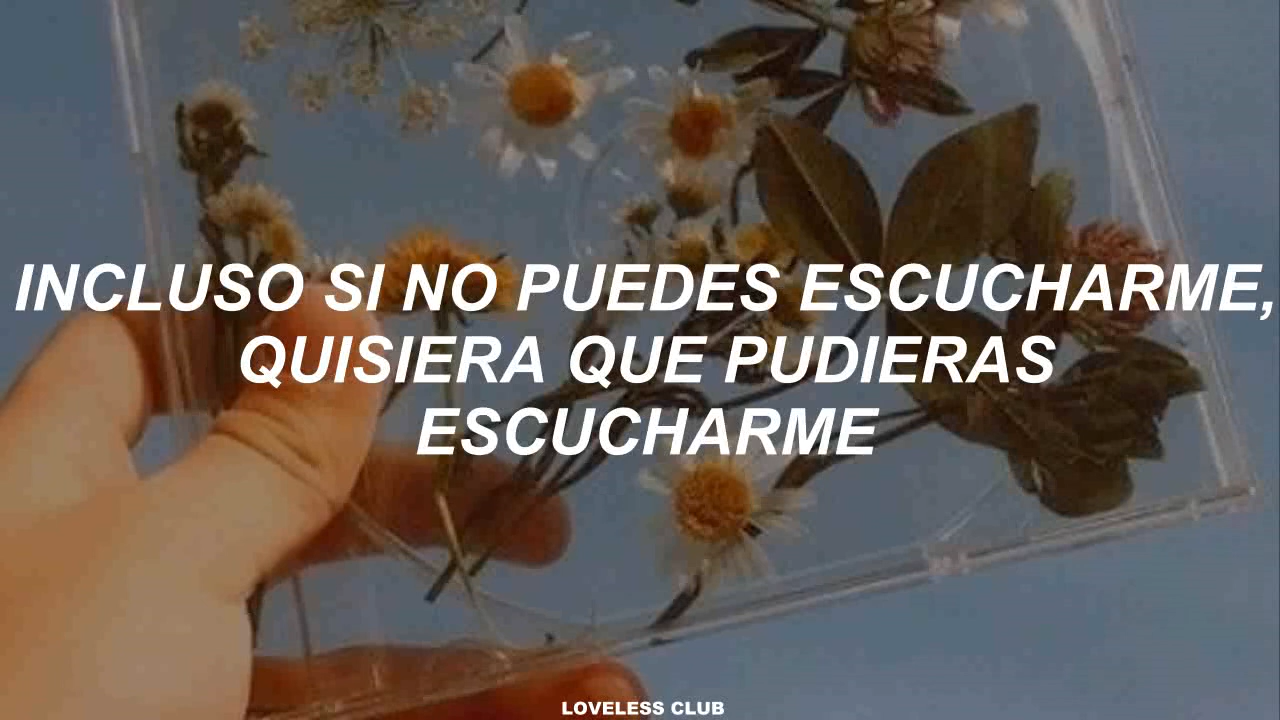 INCLUSO SI NO PUEDES ESCUCHARME,
QUISIERA QUE PUDIERAS
ESCUCHARME
LOVELESS CLUB